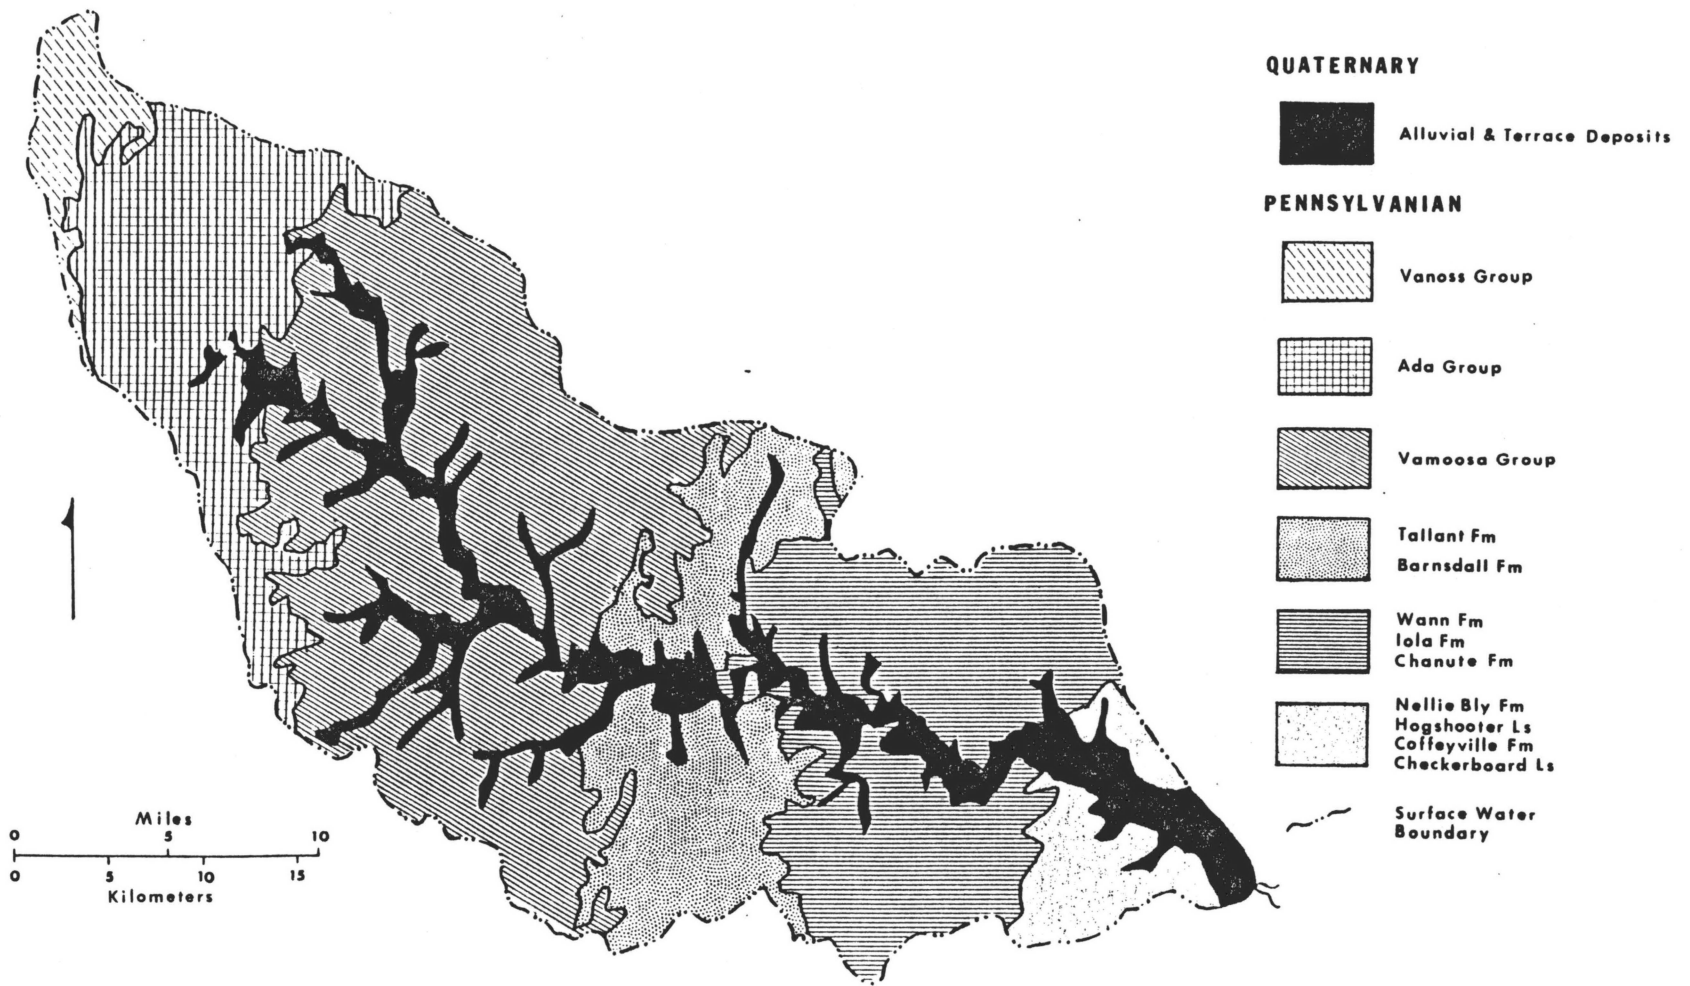 QUATERNARY
Alluvial & Terrace Deposits
PENNSYLVANIAN
Vanoss Group
Ada Group
Vamoosa Group
Tallant Fm
Barnsdall Fm
Wann Fm
Iola Fm
Chanute Fm
Nellie Bly Fm
Hogshooter Ls
Coffeyville Fm
Checkerboard Ls
Surface Water
Boundary
Miles
0 5 10
0 5 10 15
Kilometers